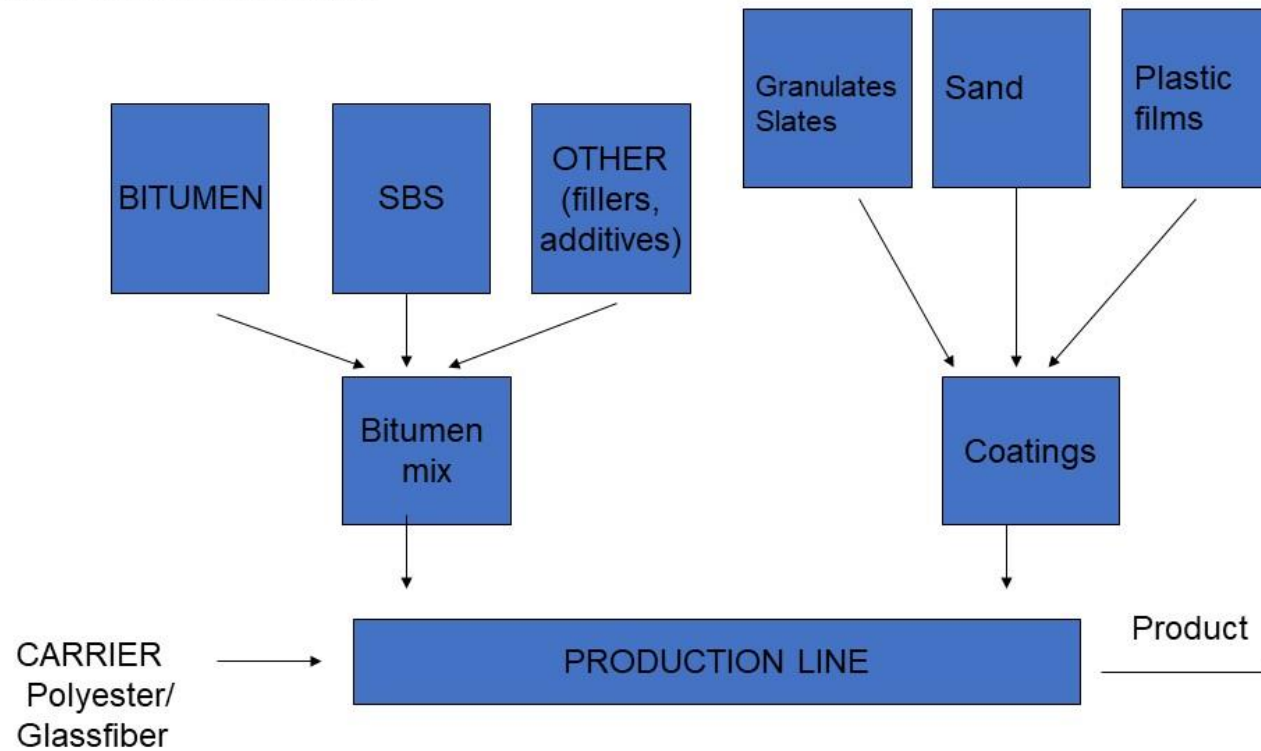 Granulates
Slates
Sand
Plastic
films
BITUMEN
SBS
OTHER
(fillers,
additives)
Bitumen
mix
Coatings
CARRIER
Polyester/
Glassfiber
PRODUCTION LINE
Product